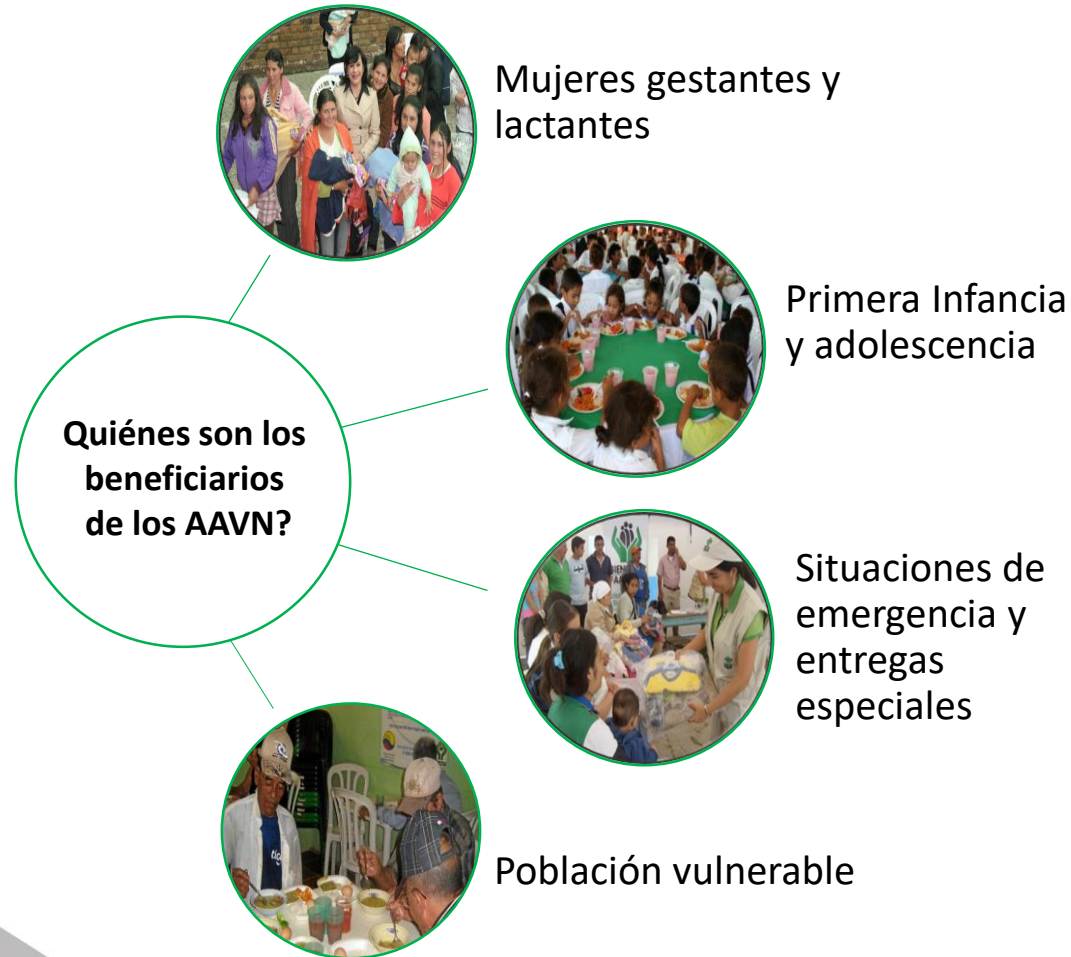 Mujeres gestantes y
lactantes
Primera Infancia
y adolescencia
Quiénes son los
beneficiarios
de los AAVN?
Situaciones de
emergencia y
entregas
especiales
Población vulnerable